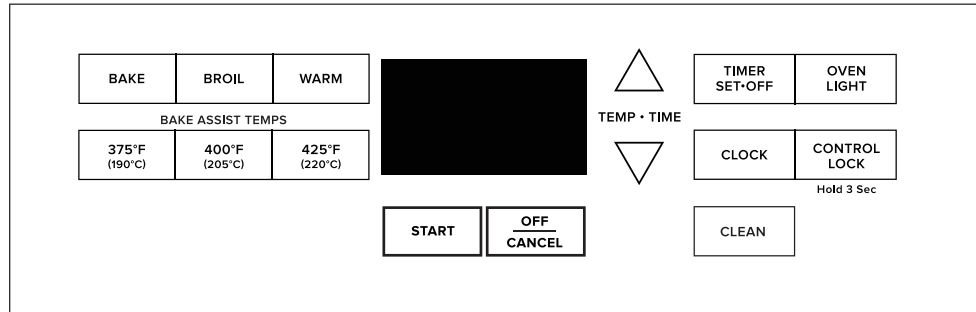 BAKE
BROIL
WARM
BAKE ASSIST TEMPS
375°F
(190°C)
400°F
(205°C)
425°F
(220°C)
START
OFF
CANCEL
TEMP • TIME
TIMER
SET•OFF
OVEN
LIGHT
CLOCK
CONTROL
LOCK
Hold 3 Sec
CLEAN